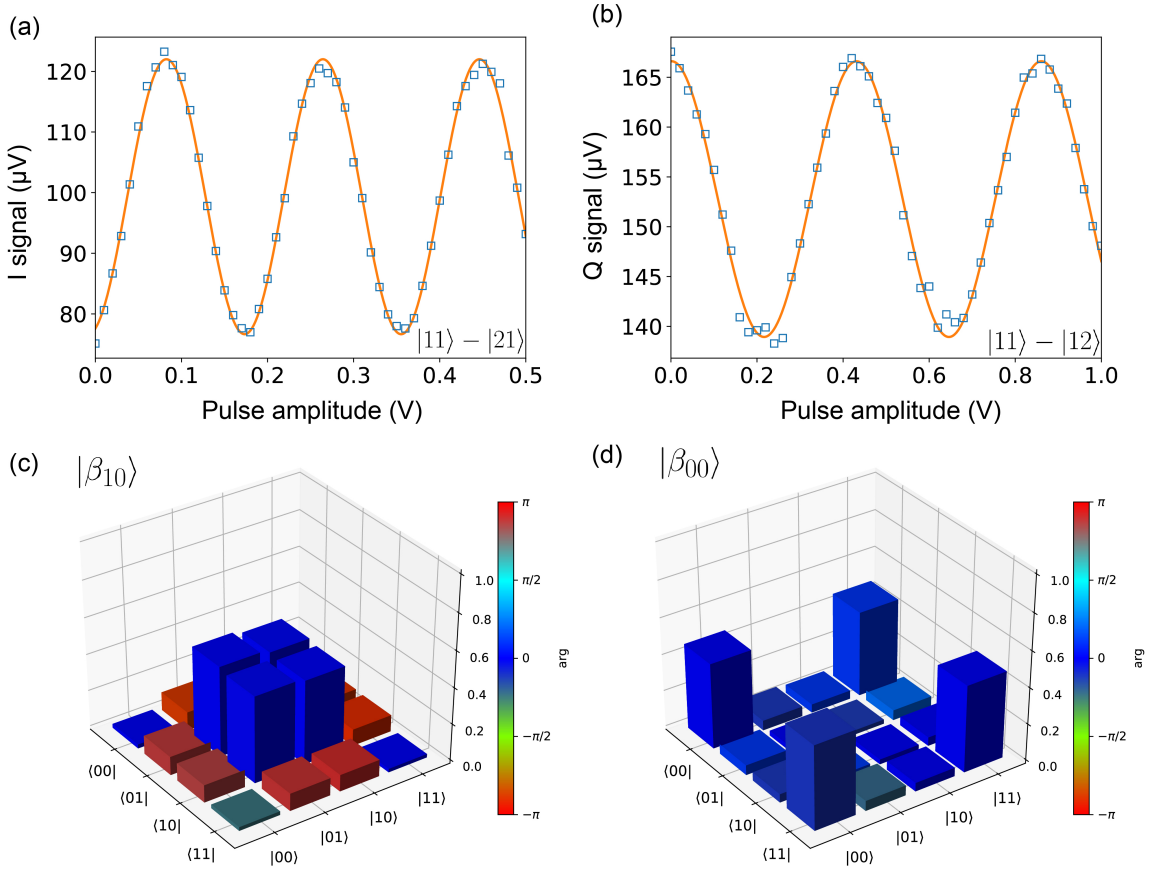 (a)
I signal (μV)
120
110
100
90
80
|11⟩ − |21⟩
0.0 0.1 0.2 0.3 0.4 0.5
Pulse amplitude (V)
(b)
Q signal (μV)
165
160
155
150
145
140
|11⟩ − |12⟩
0.0 0.2 0.4 0.6 0.8 1.0
Pulse amplitude (V)
(c)
|β₁₀⟩
1.0
0.8
0.6
0.4
0.2
0.0
⟨00|
⟨01|
⟨10|
⟨11|
|00⟩
|01⟩
|10⟩
|11⟩
π
π/2
0
−π/2
−π
arg
(d)
|β₀₀⟩
1.0
0.8
0.6
0.4
0.2
0.0
⟨00|
⟨01|
⟨10|
⟨11|
|00⟩
|01⟩
|10⟩
|11⟩
π
π/2
0
−π/2
−π
arg